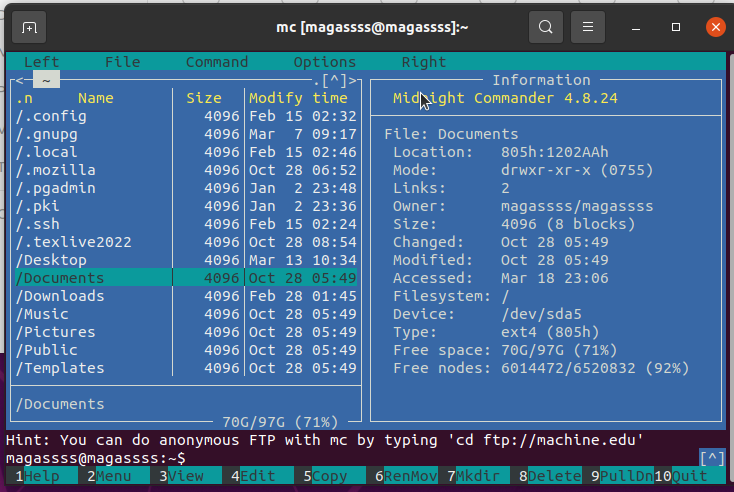 mc [magassss@magassss]:~
Left File Command Options Right
<─ ~ .[^]>
.n Name Size Modify time
/.config 4096 Feb 15 02:32
/.gnupg 4096 Mar 7 09:17
/.local 4096 Feb 15 02:46
/.mozilla 4096 Oct 28 06:52
/.pgadmin 4096 Jan 2 23:48
/.pki 4096 Jan 2 23:36
/.ssh 4096 Feb 15 02:24
/.texlive2022 4096 Oct 28 08:54
/Desktop 4096 Mar 13 10:34
/Documents 4096 Oct 28 05:49
/Downloads 4096 Feb 28 01:45
/Music 4096 Oct 28 05:49
/Pictures 4096 Oct 28 05:49
/Public 4096 Oct 28 05:49
/Templates 4096 Oct 28 05:49
/Documents
70G/97G (71%)
Information
Midnight Commander 4.8.24
File: Documents
Location: 805h:1202AAh
Mode: drwxr-xr-x (0755)
Links: 2
Owner: magassss/magassss
Size: 4096 (8 blocks)
Changed: Oct 28 05:49
Modified: Oct 28 05:49
Accessed: Mar 18 23:06
Filesystem: /
Device: /dev/sda5
Type: ext4 (805h)
Free space: 70G/97G (71%)
Free nodes: 6014472/6520832 (92%)
Hint: You can do anonymous FTP with mc by typing 'cd ftp://machine.edu'
magassss@magassss:~$ [^]
1Help 2Menu 3View 4Edit 5Copy 6RenMov 7Mkdir 8Delete 9PullDn 10Quit